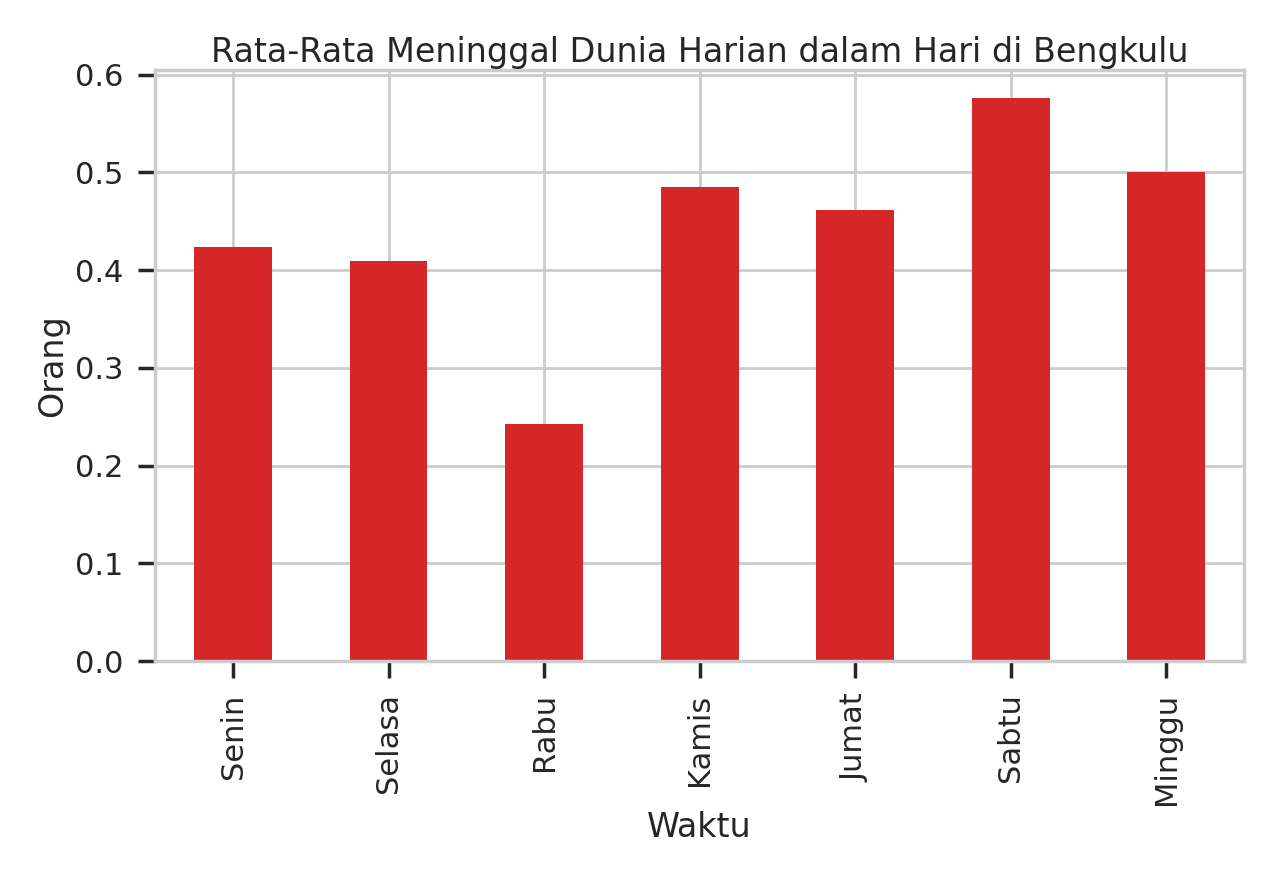 Rata-Rata Meninggal Dunia Harian dalam Hari di Bengkulu
0.6
0.5
0.4
0.3
0.2
0.1
0.0
Orang
Senin
Selasa
Rabu
Kamis
Jumat
Sabtu
Minggu
Waktu